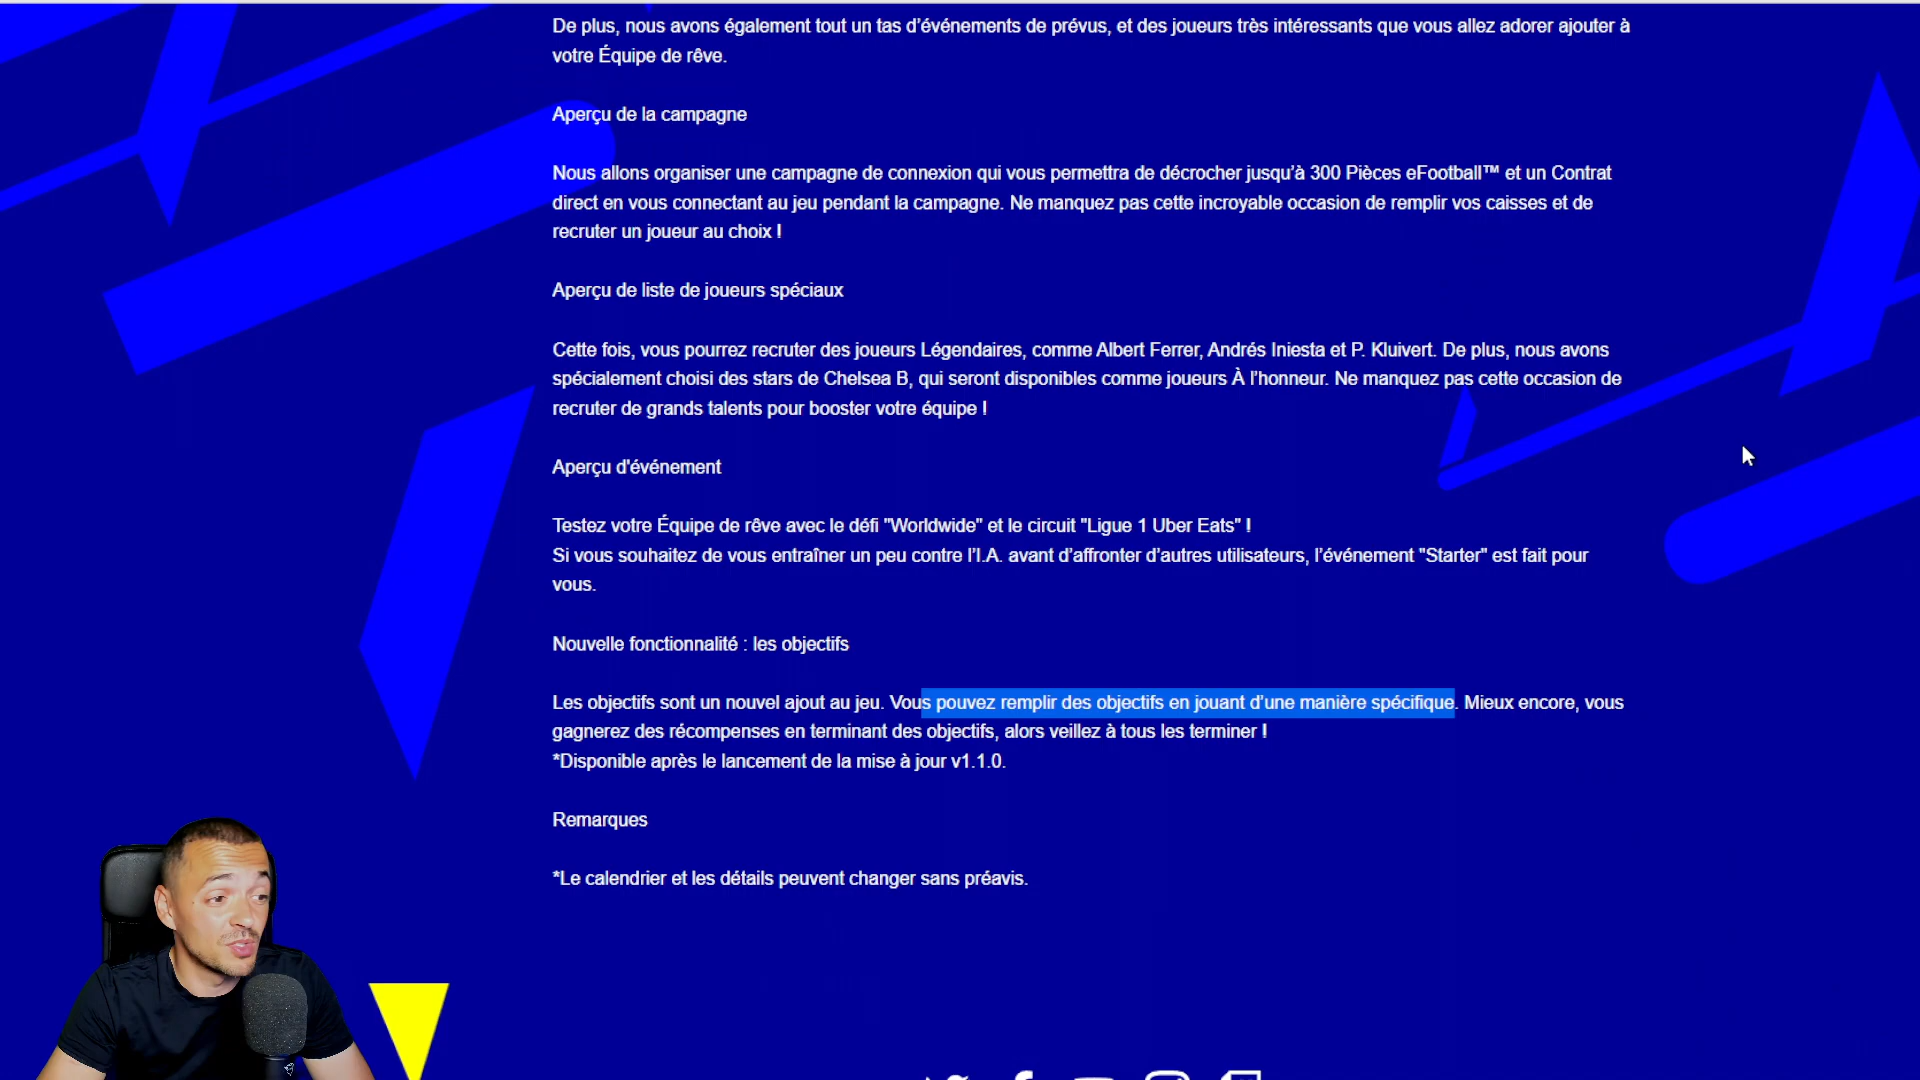 De plus, nous avons également tout un tas d’événements de prévus, et des joueurs très intéressants que vous allez adorer ajouter à
votre Équipe de rêve.
Aperçu de la campagne
Nous allons organiser une campagne de connexion qui vous permettra de décrocher jusqu’à 300 Pièces eFootball™ et un Contrat
direct en vous connectant au jeu pendant la campagne. Ne manquez pas cette incroyable occasion de remplir vos caisses et de
recruter un joueur au choix !
Aperçu de liste de joueurs spéciaux
Cette fois, vous pourrez recruter des joueurs Légendaires, comme Albert Ferrer, Andrés Iniesta et P. Kluivert. De plus, nous avons
spécialement choisi des stars de Chelsea B, qui seront disponibles comme joueurs À l’honneur. Ne manquez pas cette occasion de
recruter de grands talents pour booster votre équipe !
Aperçu d'événement
Testez votre Équipe de rêve avec le défi "Worldwide" et le circuit "Ligue 1 Uber Eats" !
Si vous souhaitez de vous entraîner un peu contre l’I.A. avant d’affronter d’autres utilisateurs, l’événement "Starter" est fait pour
vous.
Nouvelle fonctionnalité : les objectifs
Les objectifs sont un nouvel ajout au jeu. Vous pouvez remplir des objectifs en jouant d’une manière spécifique. Mieux encore, vous
gagnerez des récompenses en terminant des objectifs, alors veillez à tous les terminer !
*Disponible après le lancement de la mise à jour v1.1.0.
Remarques
*Le calendrier et les détails peuvent changer sans préavis.